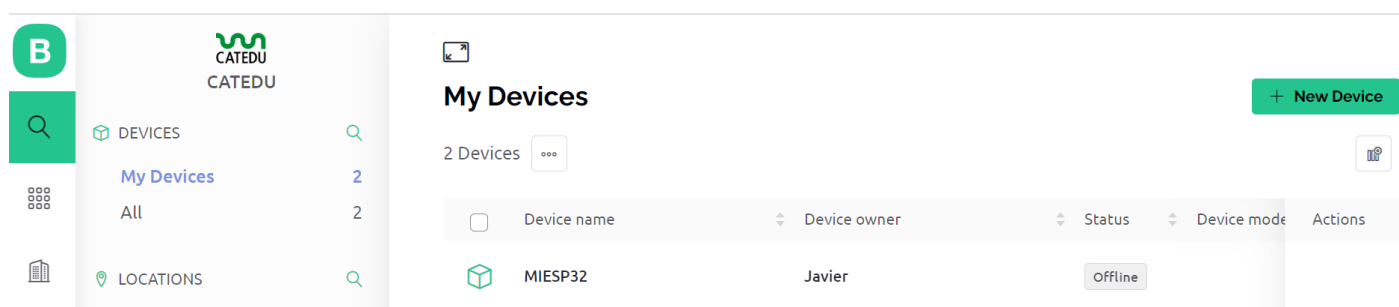 B
CATEDU
CATEDU
DEVICES
My Devices 2
All 2
LOCATIONS
My Devices
+ New Device
2 Devices
Device name Device owner Status Device mode Actions
MIESP32 Javier Offline